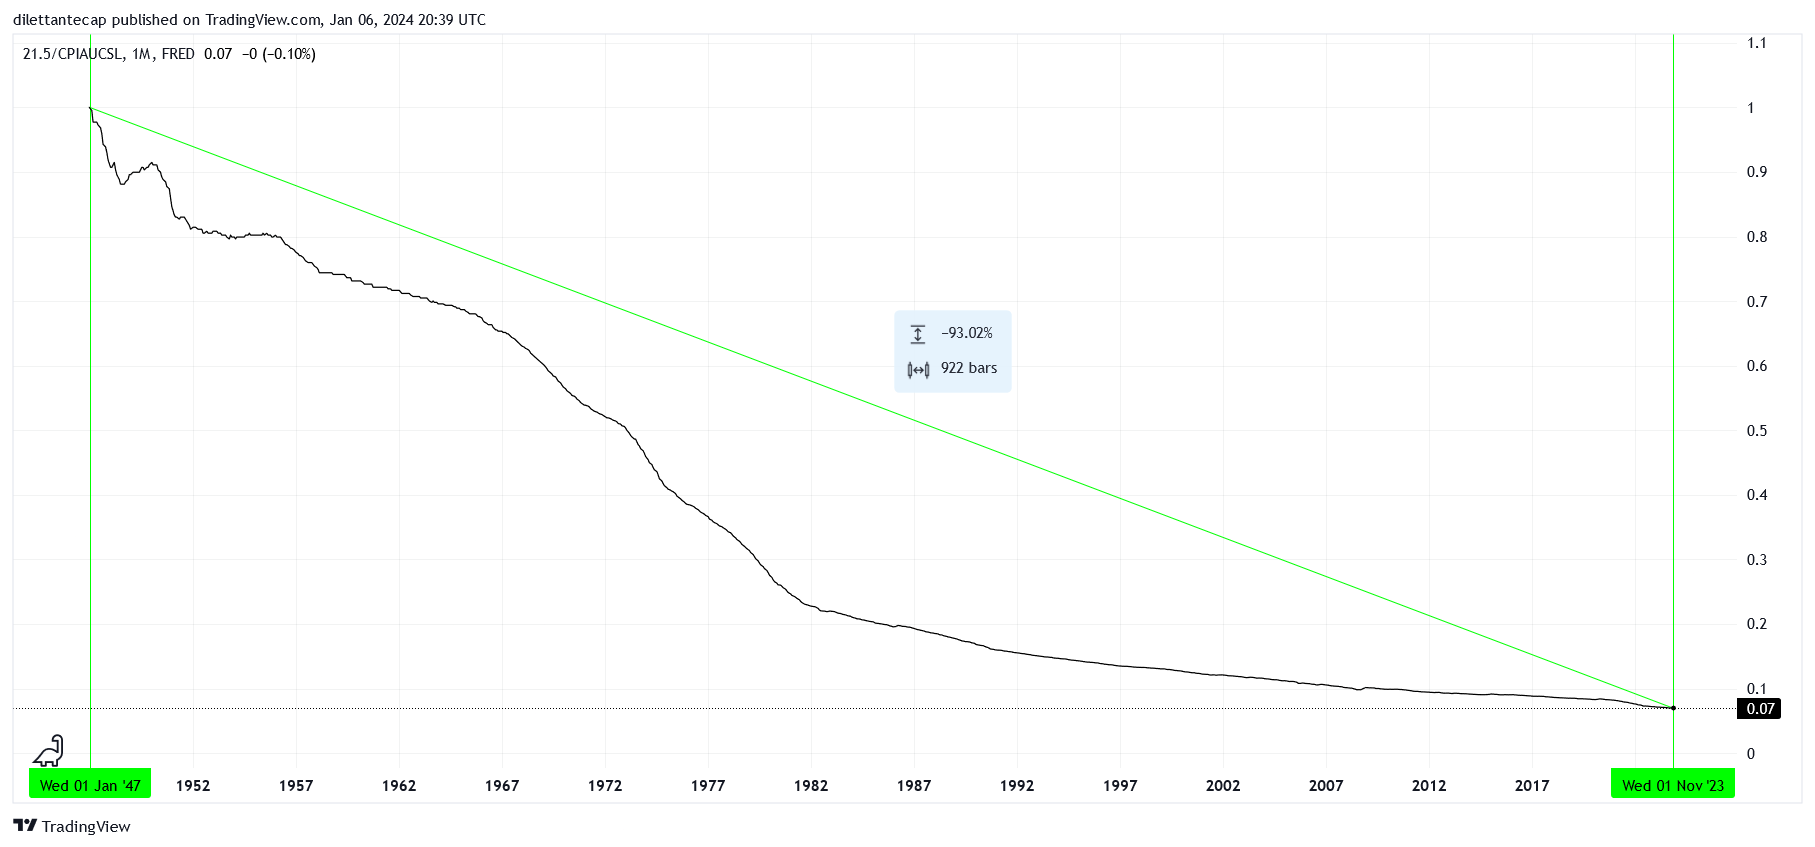 dilettantecap published on TradingView.com, Jan 06, 2024 20:39 UTC
21.5/CPIAUCSL, 1M, FRED 0.07 −0 (−0.10%)
1.1
1
0.9
0.8
0.7
−93.02%
922 bars
0.6
0.5
0.4
0.3
0.2
0.1
0.07
0
Wed 01 Jan '47 1952 1957 1962 1967 1972 1977 1982 1987 1992 1997 2002 2007 2012 2017 Wed 01 Nov '23
TradingView